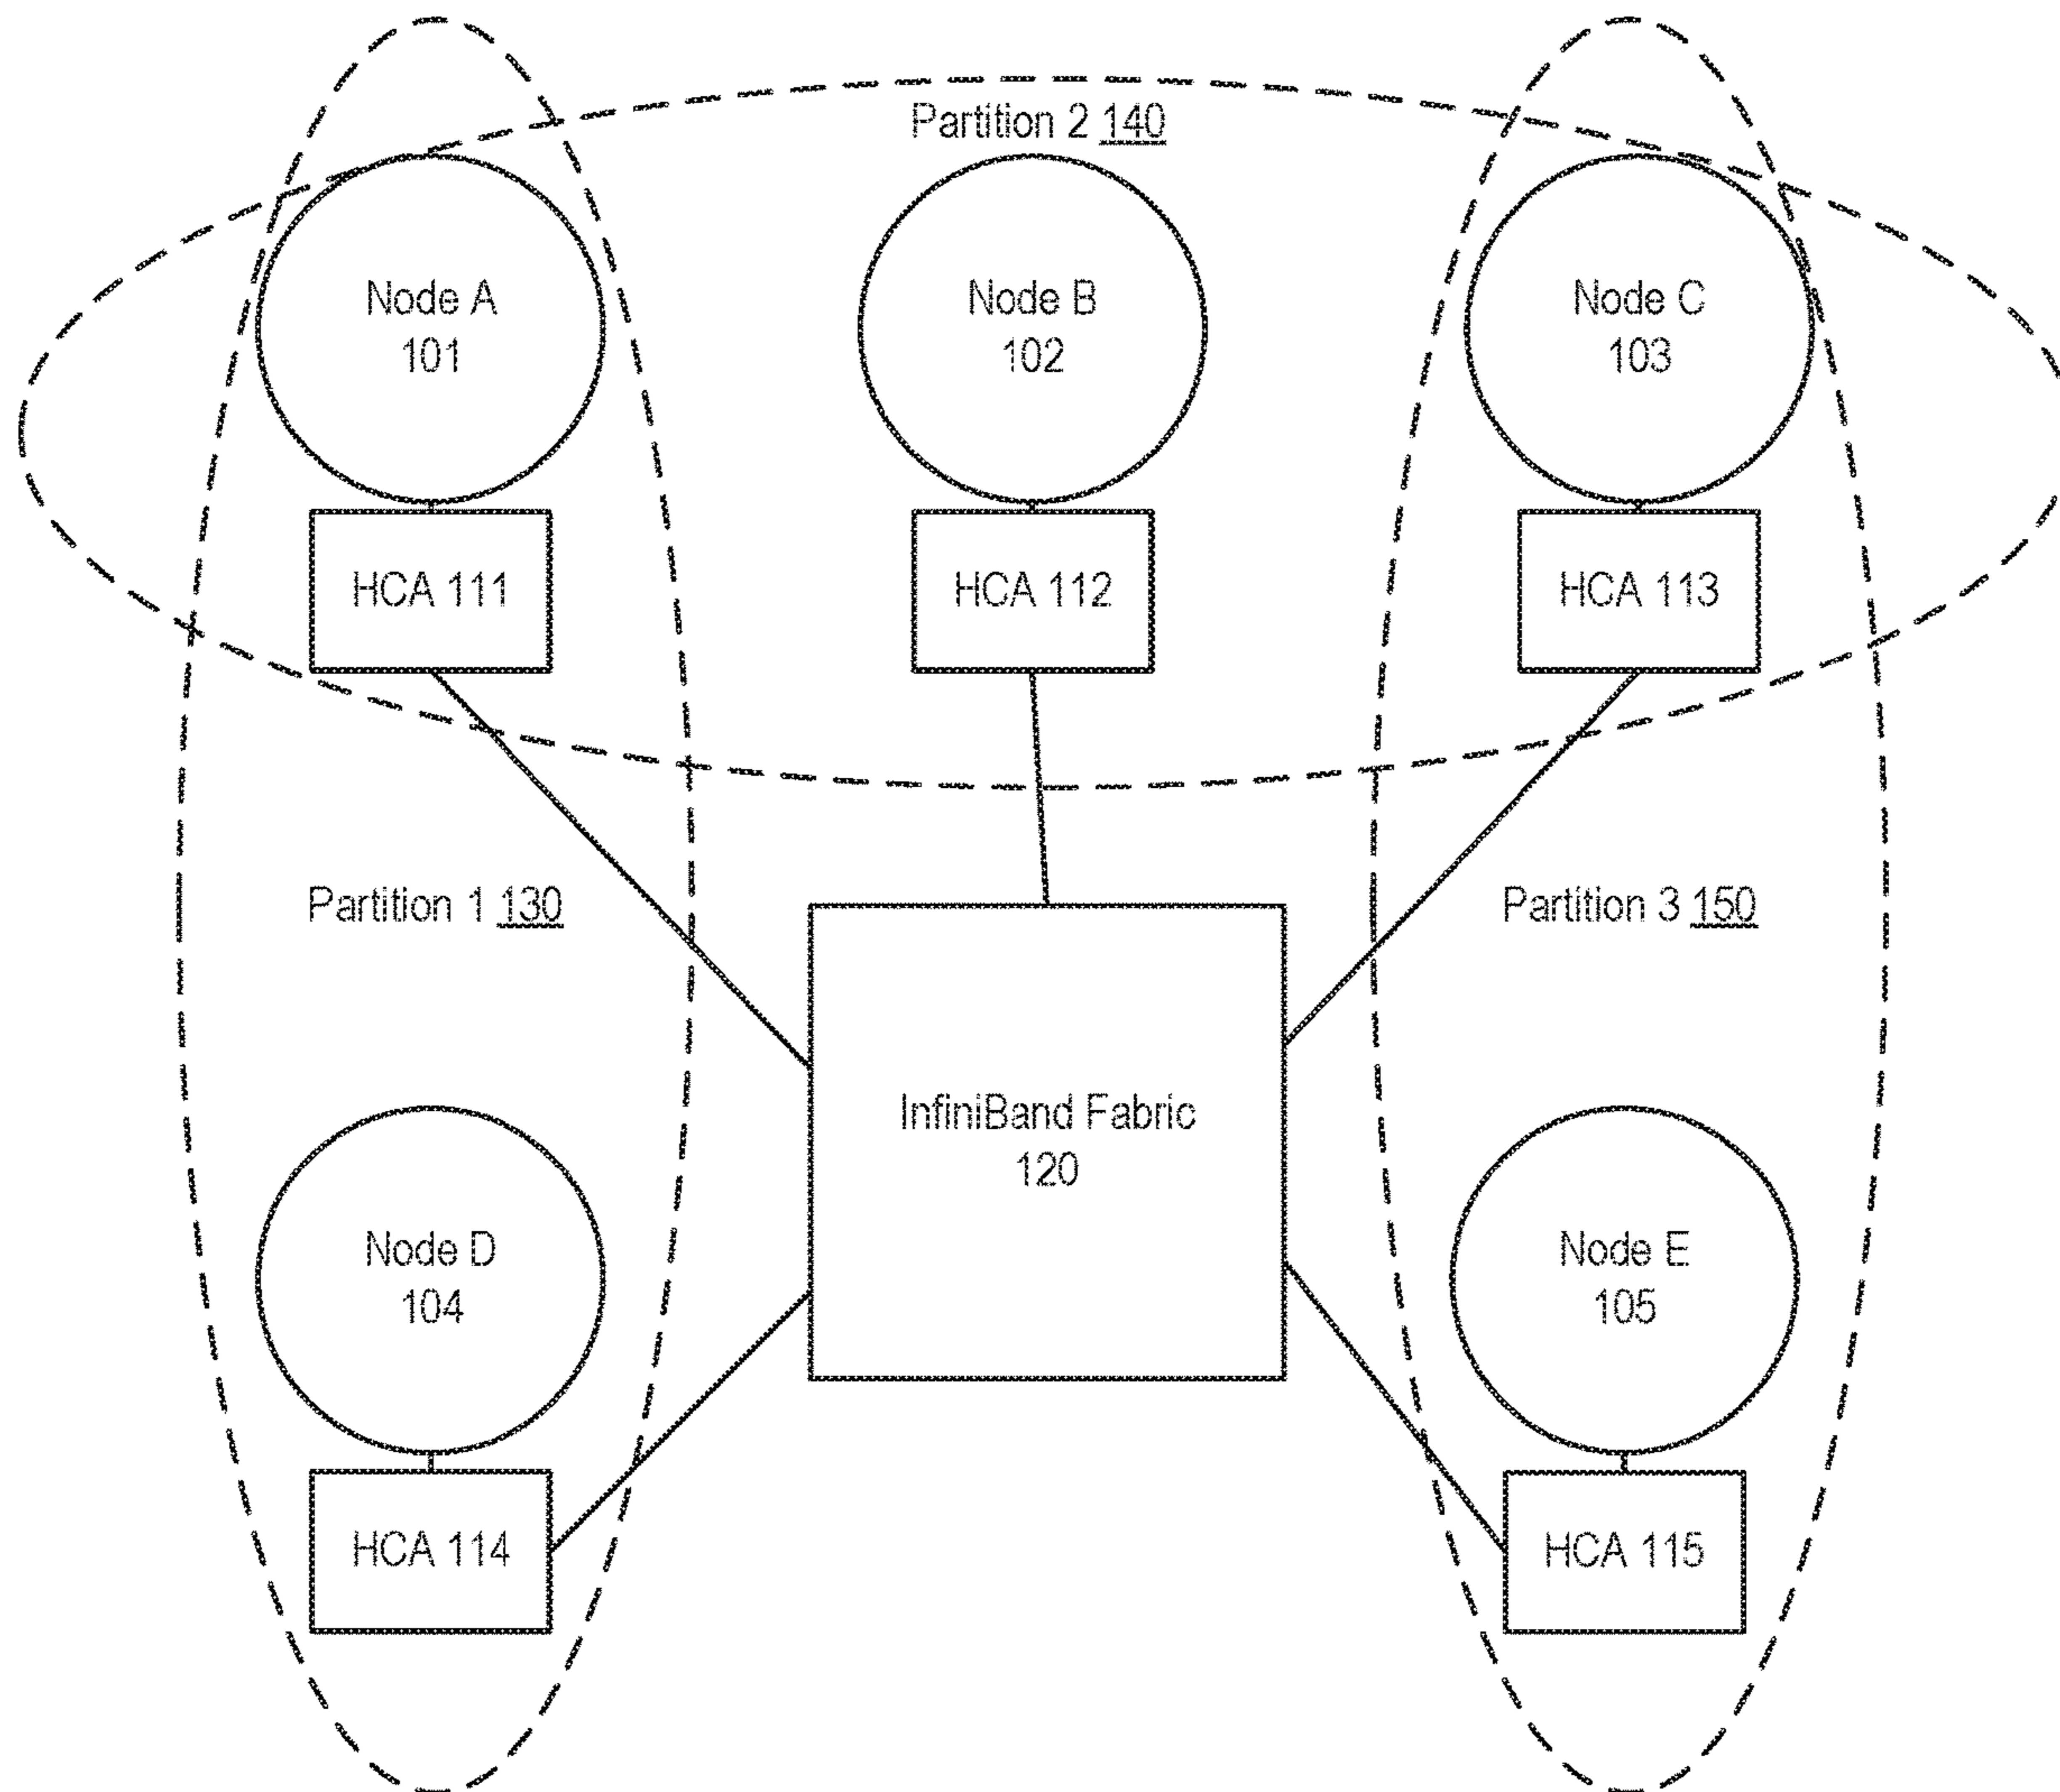 Partition 2 140
Node A
101
Node B
102
Node C
103
HCA 111
HCA 112
HCA 113
Partition 1 130
Partition 3 150
InfiniBand Fabric
120
Node D
104
Node E
105
HCA 114
HCA 115